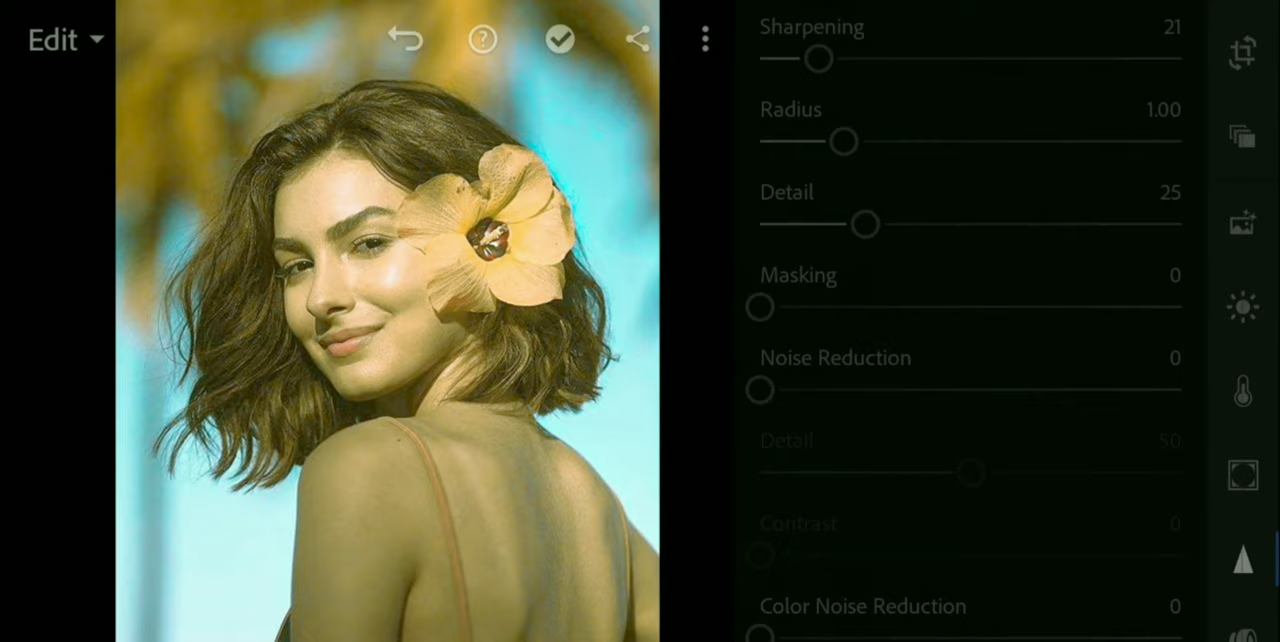 Edit
Sharpening 21
Radius 1.00
Detail 25
Masking 0
Noise Reduction 0
Detail 50
Contrast 0
Color Noise Reduction 0